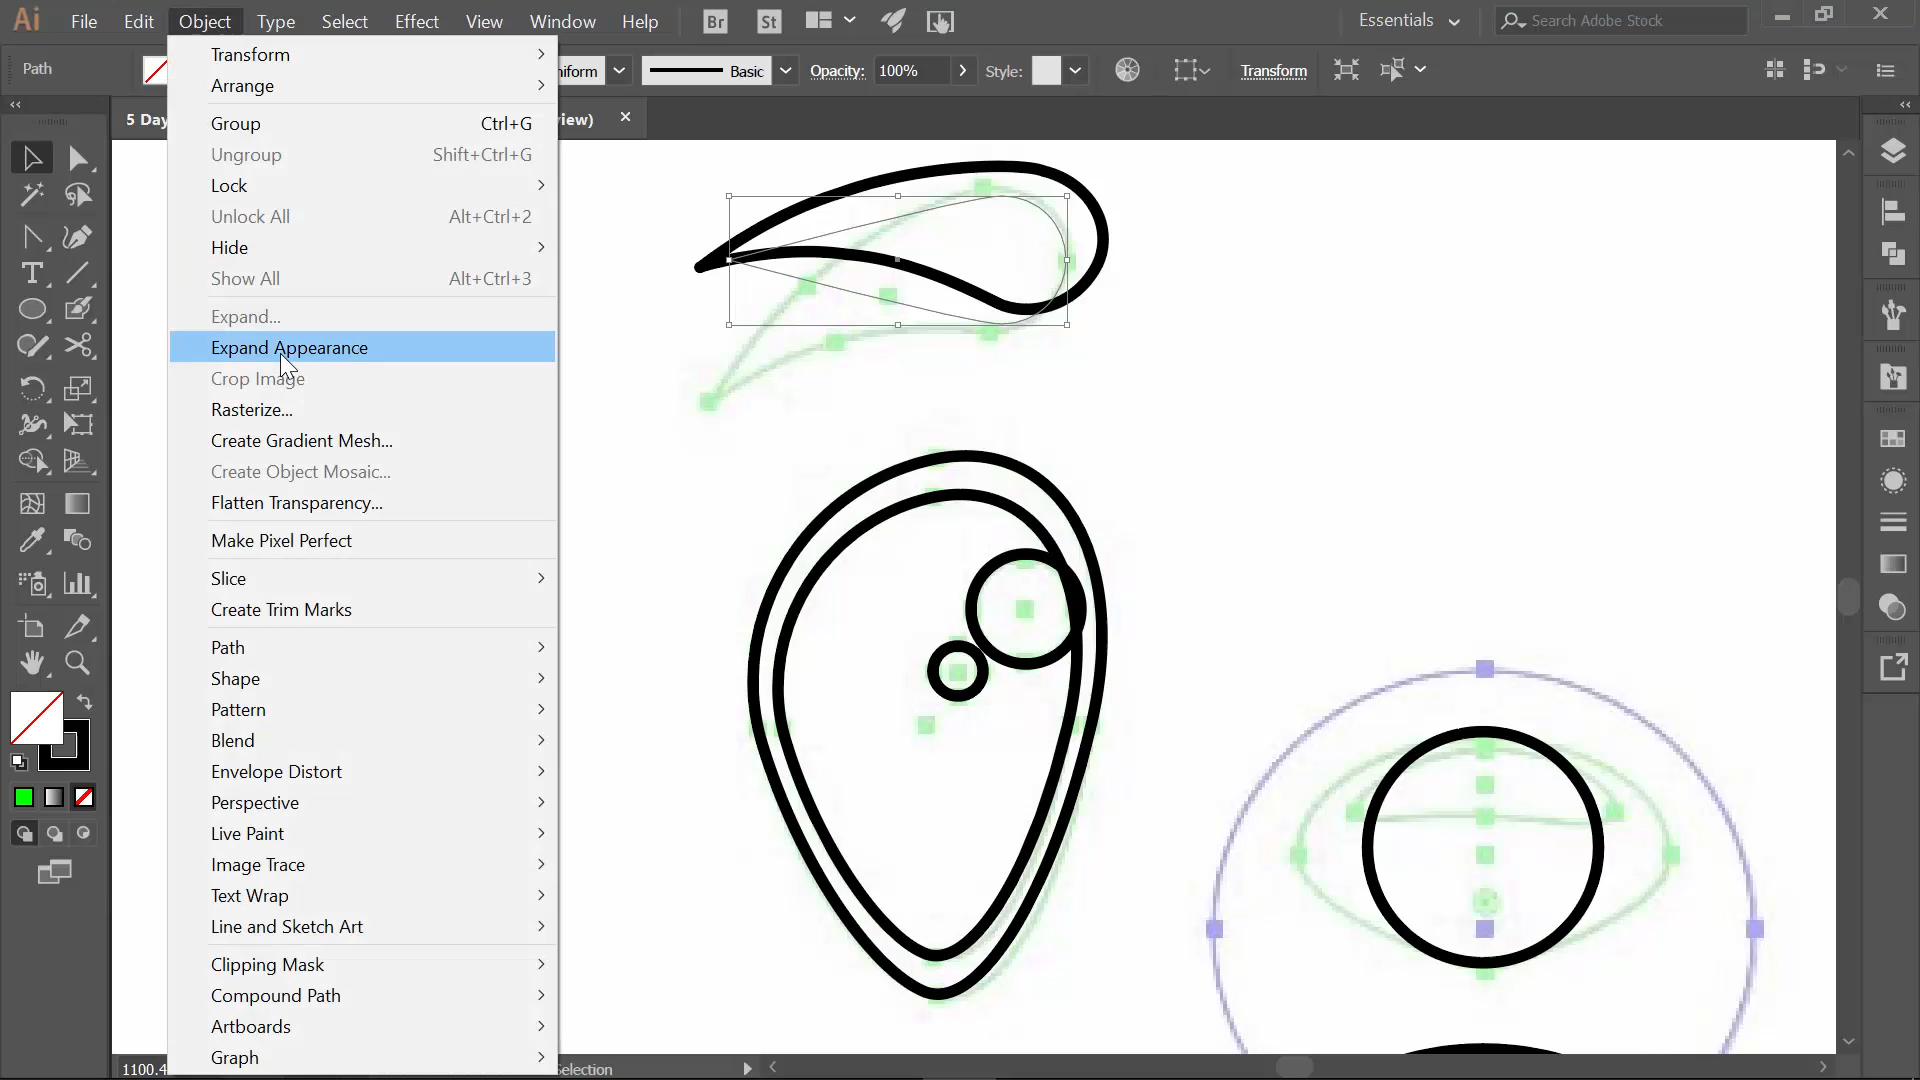 Ai File Edit Object Type Select Effect View Window Help Br St Essentials Search Adobe Stock
Path niform Basic Opacity: 100% Style: Transform
5 Day view)
Transform
Arrange
Group Ctrl+G
Ungroup Shift+Ctrl+G
Lock
Unlock All Alt+Ctrl+2
Hide
Show All Alt+Ctrl+3
Expand...
Expand Appearance
Crop Image
Rasterize...
Create Gradient Mesh...
Create Object Mosaic...
Flatten Transparency...
Make Pixel Perfect
Slice
Create Trim Marks
Path
Shape
Pattern
Blend
Envelope Distort
Perspective
Live Paint
Image Trace
Text Wrap
Line and Sketch Art
Clipping Mask
Compound Path
Artboards
Graph
1100.4 Selection